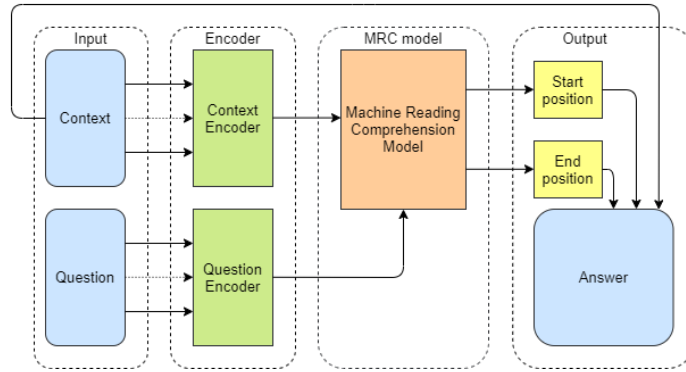 Input
Encoder
MRC model
Output
Context
Context
Encoder
Machine Reading
Comprehension
Model
Start
position
End
position
Question
Question
Encoder
Answer